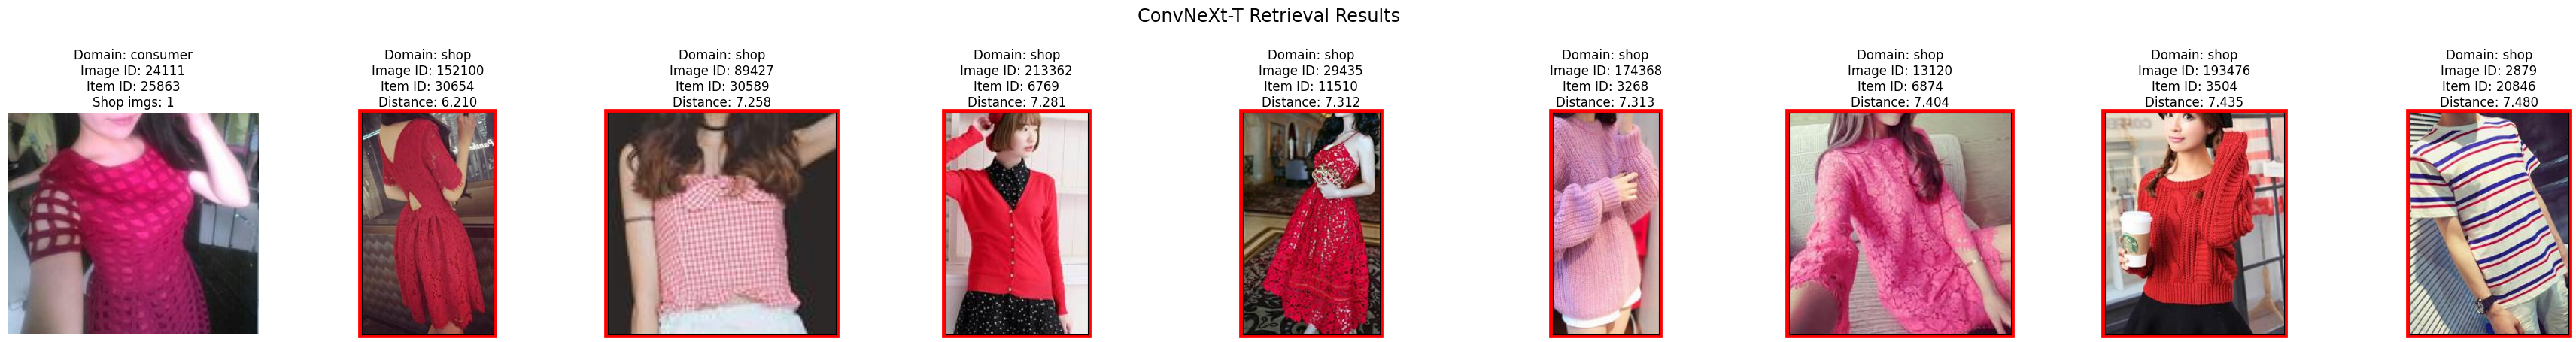 ConvNeXt-T Retrieval Results
Domain: consumer
Image ID: 24111
Item ID: 25863
Shop imgs: 1
Domain: shop
Image ID: 152100
Item ID: 30654
Distance: 6.210
Domain: shop
Image ID: 89427
Item ID: 30589
Distance: 7.258
Domain: shop
Image ID: 213362
Item ID: 6769
Distance: 7.281
Domain: shop
Image ID: 29435
Item ID: 11510
Distance: 7.312
Domain: shop
Image ID: 174368
Item ID: 3268
Distance: 7.313
Domain: shop
Image ID: 13120
Item ID: 6874
Distance: 7.404
Domain: shop
Image ID: 193476
Item ID: 3504
Distance: 7.435
Domain: shop
Image ID: 2879
Item ID: 20846
Distance: 7.480